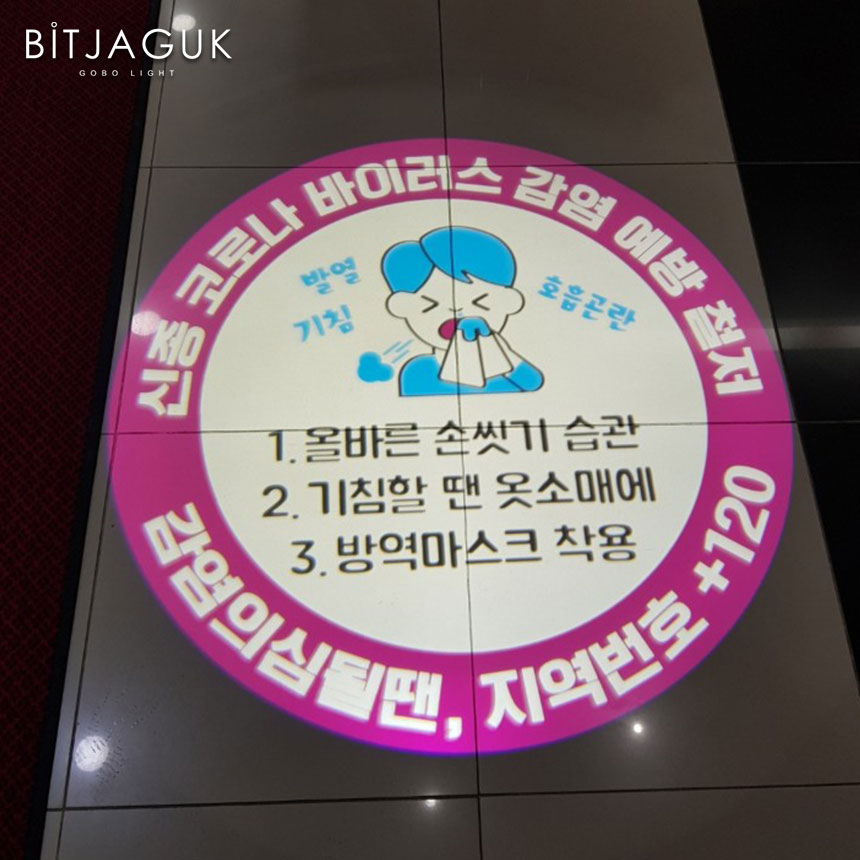 BİTJAGUK
GOBO LIGHT
신종 코로나 바이러스 감염 예방 철저
발열
기침
호흡곤란
1. 올바른 손씻기 습관
2. 기침할 땐 옷소매에
3. 방역마스크 착용
감염의심될땐, 지역번호 +120